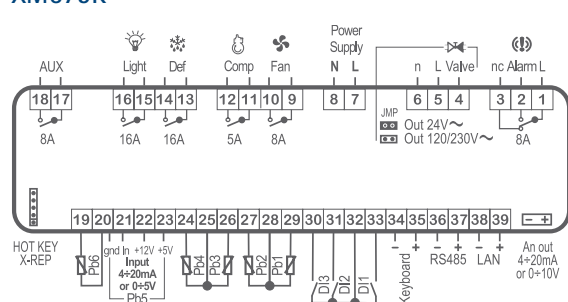 Power
Supply
AUX Light Def Comp Fan N L n L Valve nc Alarm L
18 17 16 15 14 13 12 11 10 9 8 7 6 5 4 3 2 1
8A 16A 16A 5A 8A 8A
JMP
Out 24V~
Out 120/230V~
19 20 21 22 23 24 25 26 27 28 29 30 31 32 33 34 35 36 37 38 39 - +
HOT KEY
X-REP
Pb6
gnd In +12V +5V
Input
4÷20mA
or 0÷5V
Pb5
Pb4
Pb3
Pb2
Pb1
DI3
DI2
DI1
- + - + - +
Keyboard
RS485
LAN
An out
4÷20mA
or 0÷10V